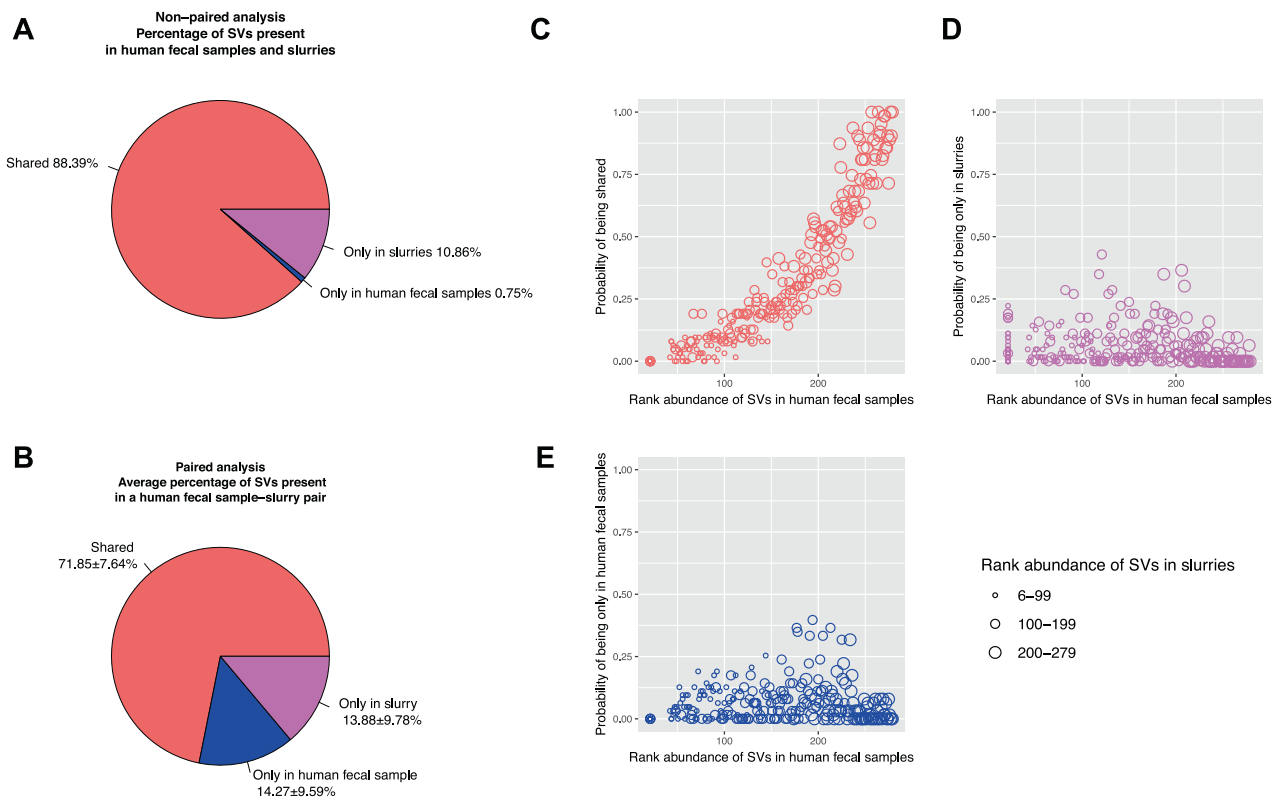 A
Non–paired analysis
Percentage of SVs present
in human fecal samples and slurries
Shared 88.39%
Only in slurries 10.86%
Only in human fecal samples 0.75%
B
Paired analysis
Average percentage of SVs present
in a human fecal sample–slurry pair
Shared
71.85±7.64%
Only in slurry
13.88±9.78%
Only in human fecal sample
14.27±9.59%
C
Probability of being shared
1.00
0.75
0.50
0.25
0.00
100
200
Rank abundance of SVs in human fecal samples
D
Probability of being only in slurries
1.00
0.75
0.50
0.25
0.00
100
200
Rank abundance of SVs in human fecal samples
E
Probability of being only in human fecal samples
1.00
0.75
0.50
0.25
0.00
100
200
Rank abundance of SVs in human fecal samples
Rank abundance of SVs in slurries
6–99
100–199
200–279